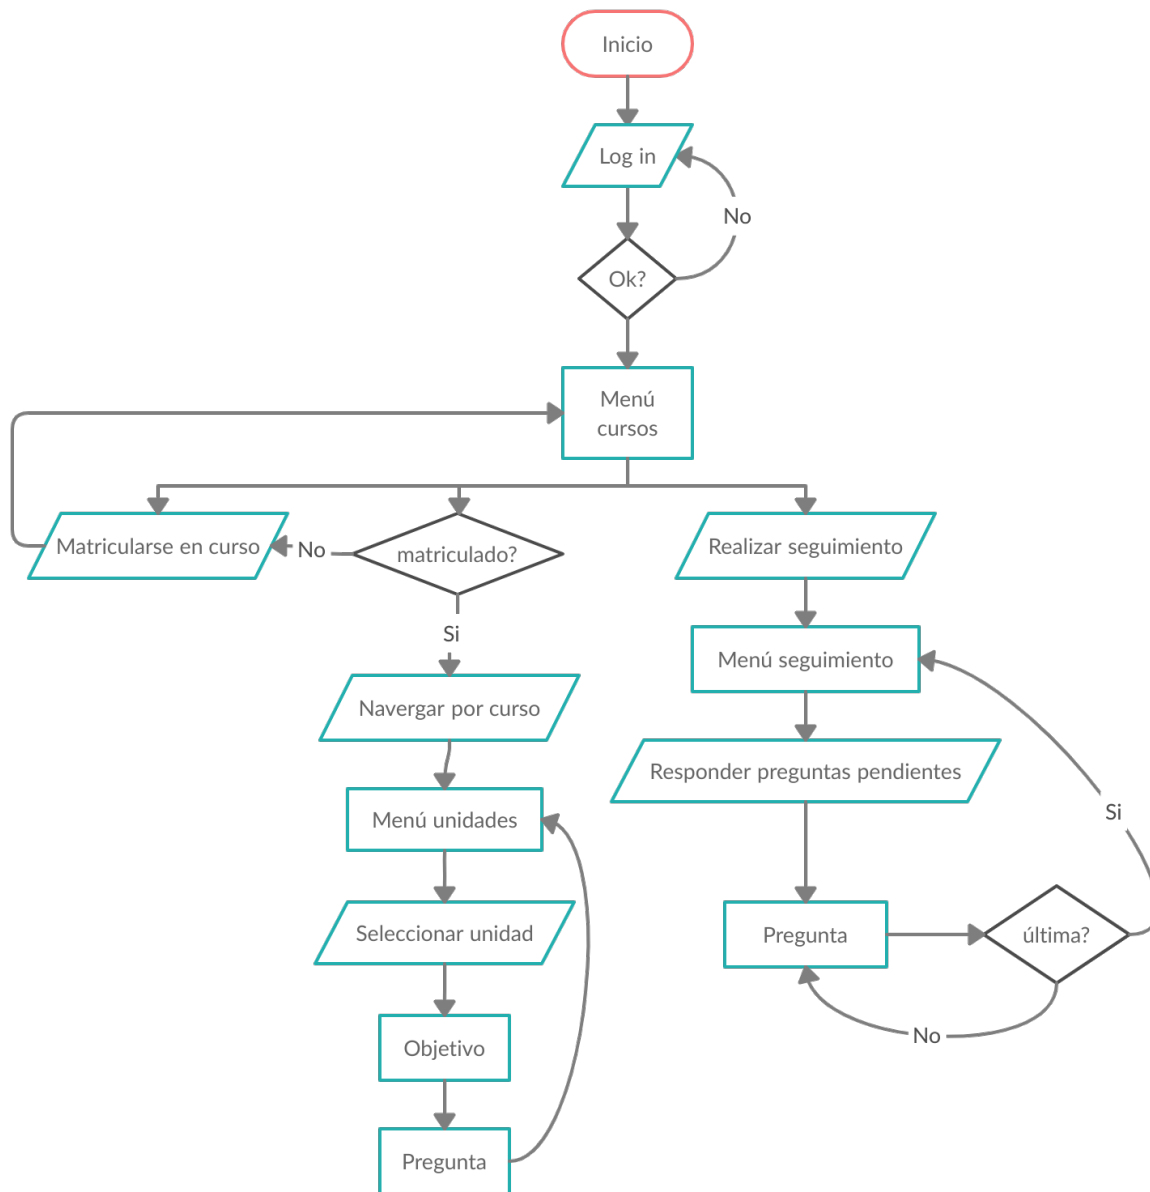 Inicio
Log in
No
Ok?
Menú
cursos
Matricularse en curso
No
matriculado?
Realizar seguimiento
Si
Menú seguimiento
Navergar por curso
Responder preguntas pendientes
Si
Menú unidades
Seleccionar unidad
Pregunta
última?
No
Objetivo
Pregunta